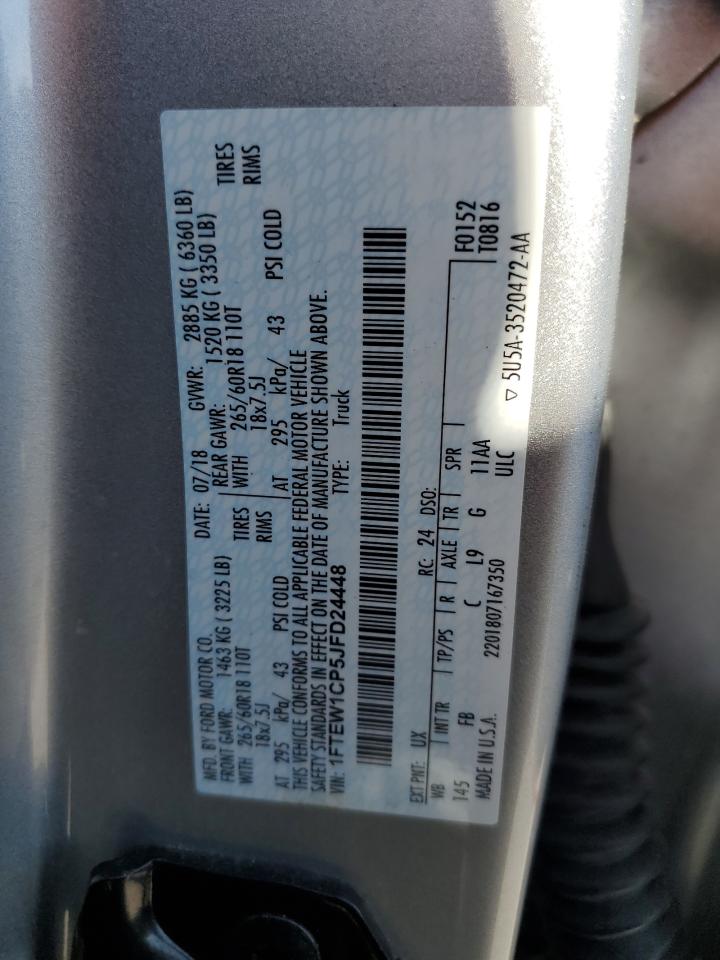 MFD. BY FORD MOTOR CO. DATE: 07/18 GVWR: 2885 KG ( 6360 LB)
FRONT GAWR: 1463 KG ( 3225 LB) REAR GAWR: 1520 KG ( 3350 LB)
WITH 265/60R18 110T TIRES WITH 265/60R18 110T TIRES
18x7.5J RIMS 18x7.5J RIMS
AT 295 kPa/ 43 PSI COLD AT 295 kPa/ 43 PSI COLD
THIS VEHICLE CONFORMS TO ALL APPLICABLE FEDERAL MOTOR VEHICLE
SAFETY STANDARDS IN EFFECT ON THE DATE OF MANUFACTURE SHOWN ABOVE.
VIN: 1FTEW1CP5JFD24448 TYPE: Truck
EXT PNT: UX RC: 24 DSO:
WB INT TR TP/PS R AXLE TR SPR F0152
145 FB C L9 G 11AA T0816
MADE IN U.S.A. 2201807167350 ULC ▽ 5U5A-3520472-AA